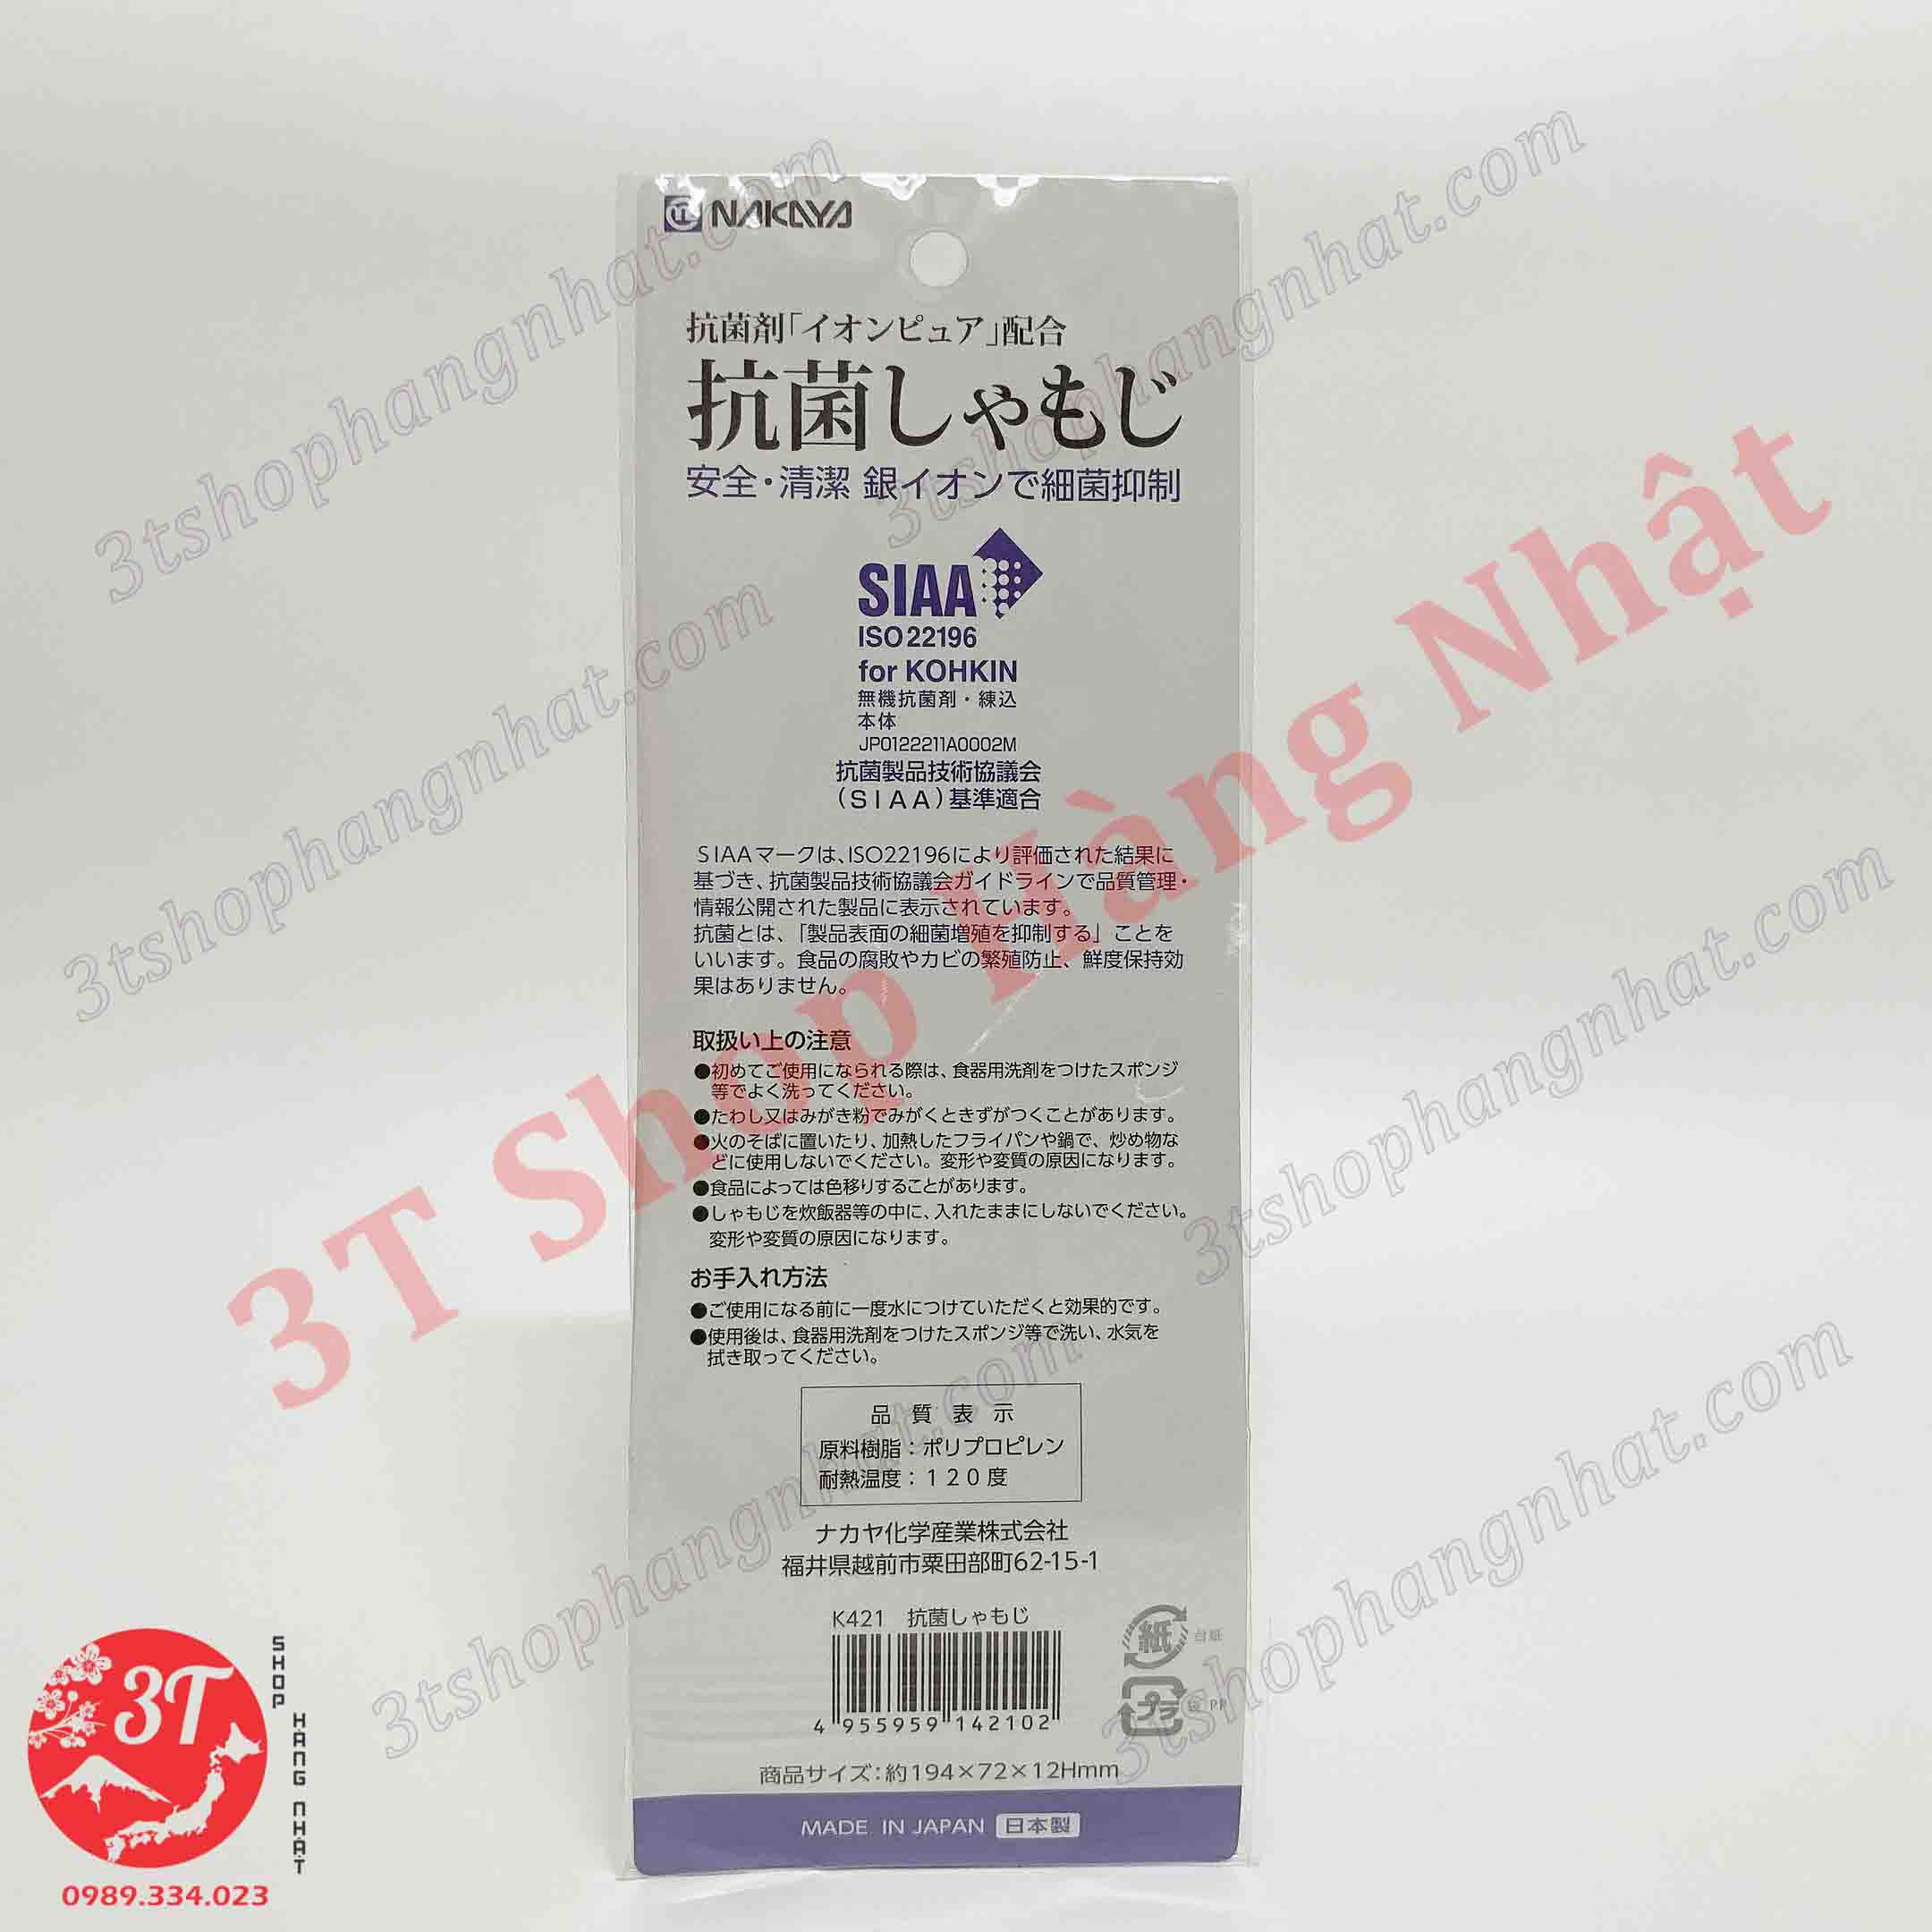 NAKAYA
抗菌剤「イオンピュア」配合
抗菌しゃもじ
安全・清潔 銀イオンで細菌抑制
SIAA
ISO 22196
for KOHKIN
無機抗菌剤・練込
本体
JP0122211A0002M
抗菌製品技術協議会
(SIAA)基準適合
SIAAマークは、ISO22196により評価された結果に
基づき、抗菌製品技術協議会ガイドラインで品質管理・
情報公開された製品に表示されています。
抗菌とは、「製品表面の細菌増殖を抑制する」ことを
いいます。食品の腐敗やカビの繁殖防止、鮮度保持効
果はありません。
取扱い上の注意
●初めてご使用になられる際は、食器用洗剤をつけたスポンジ
等でよく洗ってください。
●たわし又はみがき粉でみがくときずがつくことがあります。
●火のそばに置いたり、加熱したフライパンや鍋で、炒め物な
どに使用しないでください。変形や変質の原因になります。
●食品によっては色移りすることがあります。
●しゃもじを炊飯器等の中に、入れたままにしないでください。
変形や変質の原因になります。
お手入れ方法
●ご使用になる前に一度水につけていただくと効果的です。
●使用後は、食器用洗剤をつけたスポンジ等で洗い、水気を
拭き取ってください。
品質表示
原料樹脂：ポリプロピレン
耐熱温度：120度
ナカヤ化学産業株式会社
福井県越前市粟田部町62-15-1
K421 抗菌しゃもじ
4 955959 142102
紙 台紙
プラ 袋 PP
商品サイズ：約194×72×12Hmm
MADE IN JAPAN 日本製
3T Shop Hàng Nhật
3tshophangnhat.com
3tshophangnhat.com
3tshophangnhat.com
3tshophangnhat.com
3tshophangnhat.com
3tshophangnhat.com
3T
SHOP
HÀNG NHẬT
0989.334.023